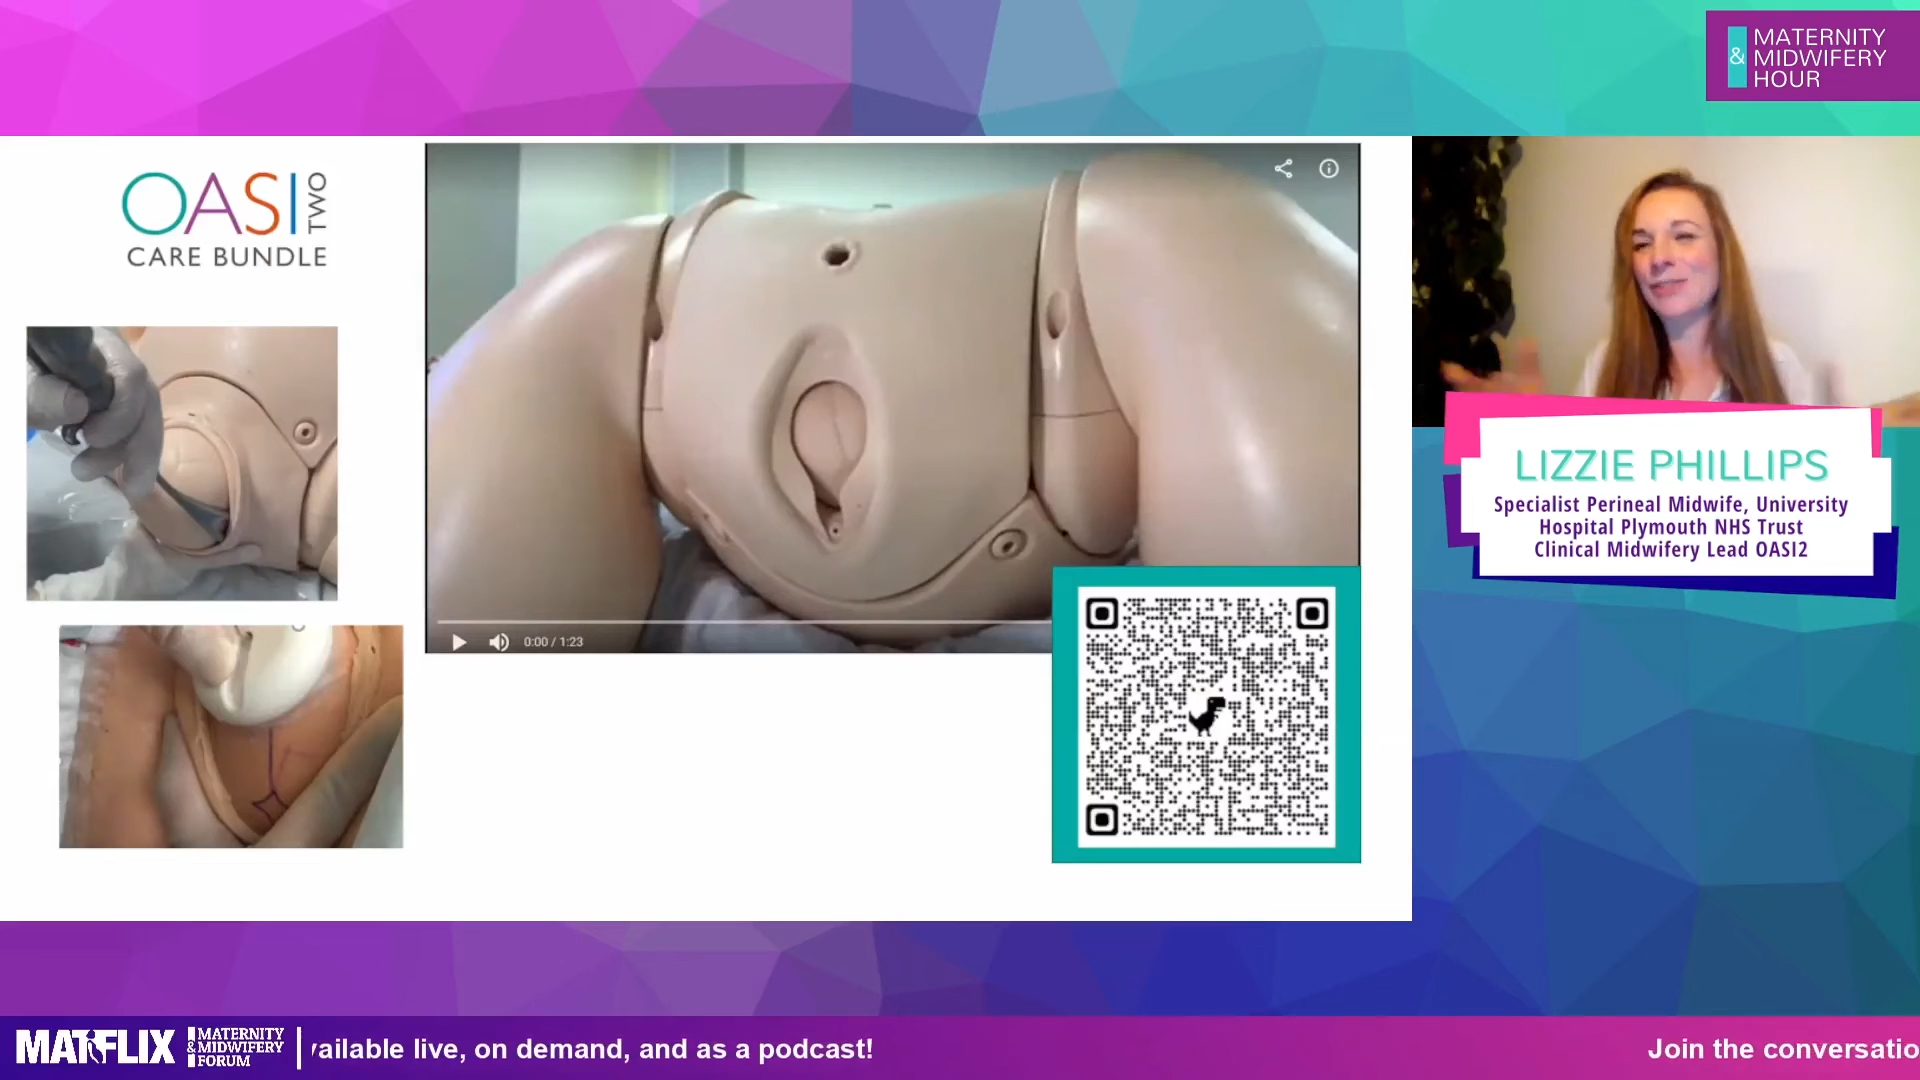 & MATERNITY
MIDWIFERY
HOUR
OASI TWO
CARE BUNDLE
0:00 / 1:23
LIZZIE PHILLIPS
Specialist Perineal Midwife, University
Hospital Plymouth NHS Trust
Clinical Midwifery Lead OASI2
MATFLIX
MATERNITY
& MIDWIFERY
FORUM
vailable live, on demand, and as a podcast!
Join the conversatio